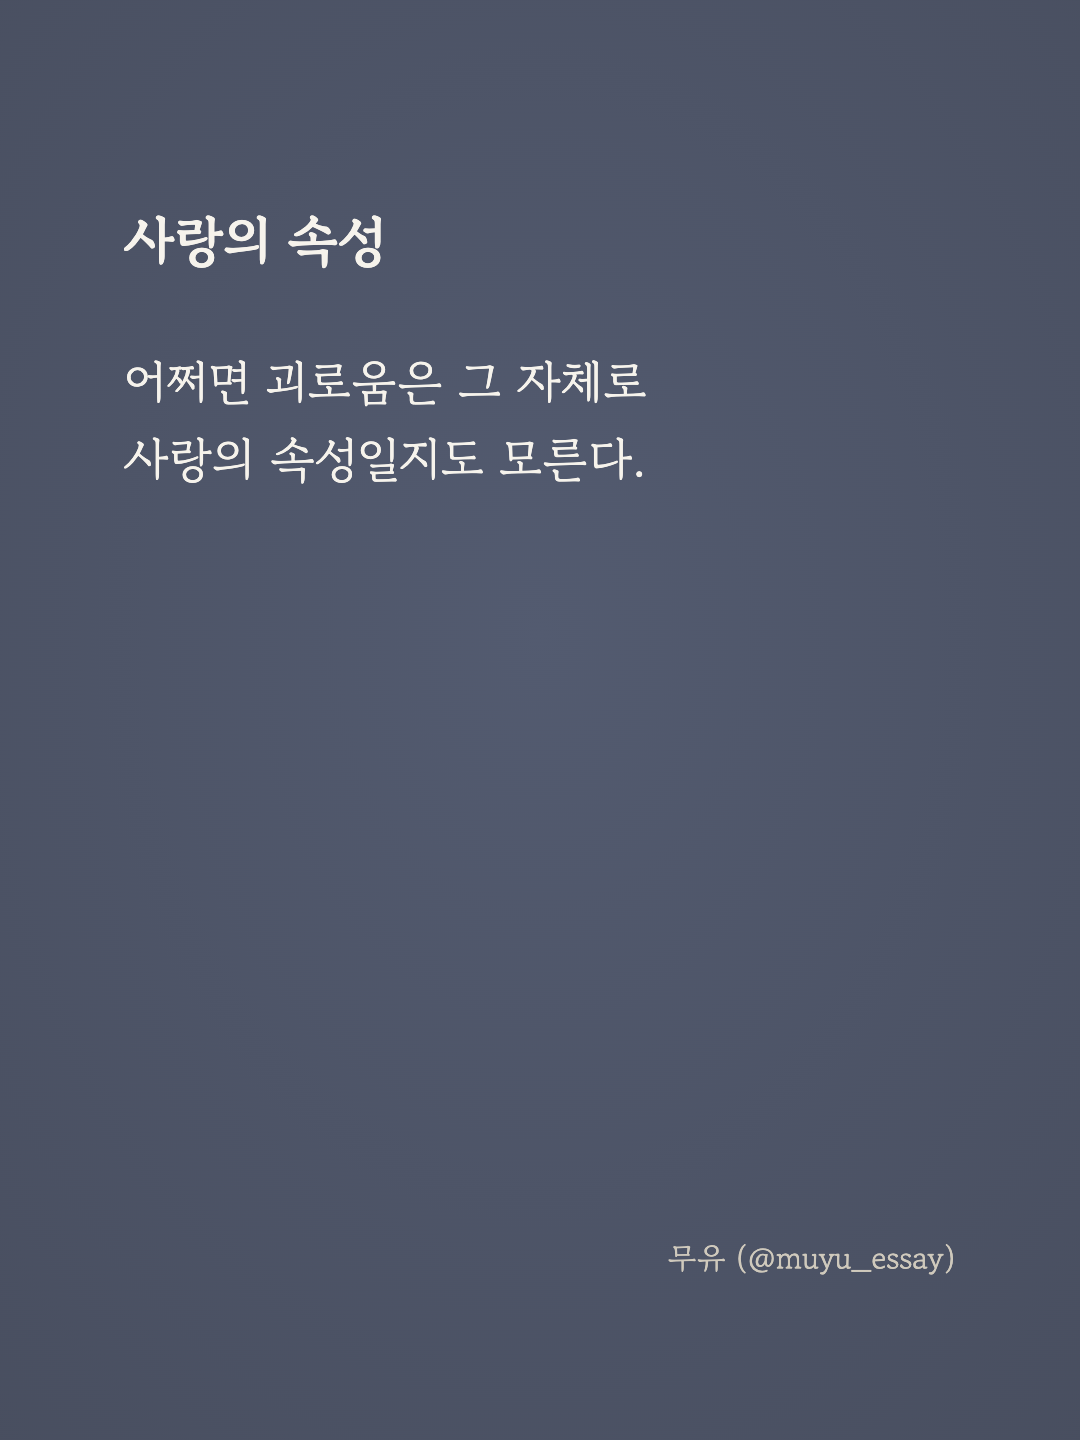 사랑의 속성
어쩌면 괴로움은 그 자체로
사랑의 속성일지도 모른다.
무유 (@muyu_essay)